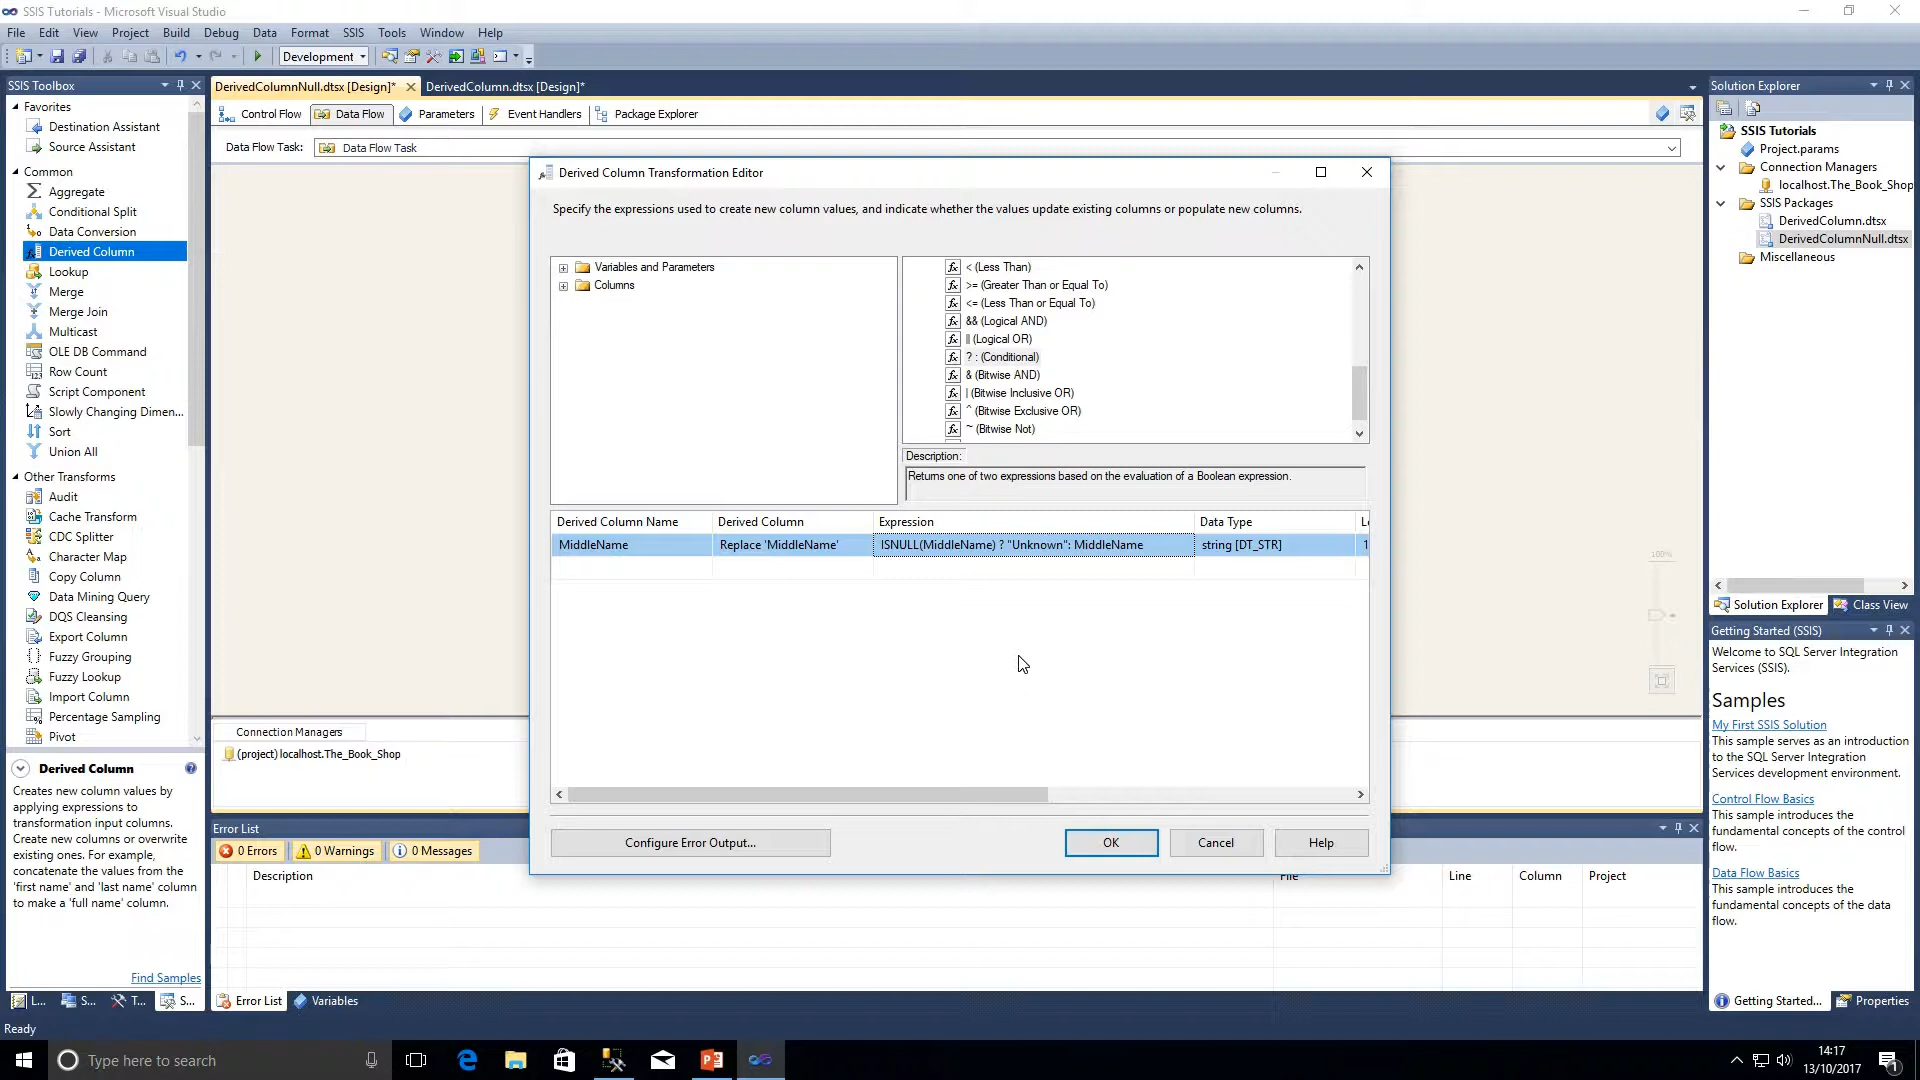 SSIS Tutorials - Microsoft Visual Studio
File Edit View Project Build Debug Data Format SSIS Tools Window Help
Development
SSIS Toolbox
Favorites
Destination Assistant
Source Assistant
Common
Aggregate
Conditional Split
Data Conversion
Derived Column
Lookup
Merge
Merge Join
Multicast
OLE DB Command
Row Count
Script Component
Slowly Changing Dimen...
Sort
Union All
Other Transforms
Audit
Cache Transform
CDC Splitter
Character Map
Copy Column
Data Mining Query
DQS Cleansing
Export Column
Fuzzy Grouping
Fuzzy Lookup
Import Column
Percentage Sampling
Pivot
Derived Column
Creates new column values by
applying expressions to
transformation input columns.
Create new columns or overwrite
existing ones. For example,
concatenate the values from the
'first name' and 'last name' column
to make a 'full name' column.
Find Samples
L... S... T... S...
DerivedColumnNull.dtsx [Design]* DerivedColumn.dtsx [Design]*
Control Flow Data Flow Parameters Event Handlers Package Explorer
Data Flow Task: Data Flow Task
Derived Column Transformation Editor
Specify the expressions used to create new column values, and indicate whether the values update existing columns or populate new columns.
Variables and Parameters
Columns
< (Less Than)
>= (Greater Than or Equal To)
<= (Less Than or Equal To)
&& (Logical AND)
|| (Logical OR)
? : (Conditional)
& (Bitwise AND)
| (Bitwise Inclusive OR)
^ (Bitwise Exclusive OR)
~ (Bitwise Not)
Description:
Returns one of two expressions based on the evaluation of a Boolean expression.
Derived Column Name Derived Column Expression Data Type
MiddleName Replace 'MiddleName' ISNULL(MiddleName) ? "Unknown": MiddleName string [DT_STR] 1
Configure Error Output... OK Cancel Help
100%
Connection Managers
(project) localhost.The_Book_Shop
Error List
0 Errors 0 Warnings 0 Messages
Description File Line Column Project
Error List Variables
Solution Explorer
SSIS Tutorials
Project.params
Connection Managers
localhost.The_Book_Shop
SSIS Packages
DerivedColumn.dtsx
DerivedColumnNull.dtsx
Miscellaneous
Solution Explorer Class View
Getting Started (SSIS)
Welcome to SQL Server Integration
Services (SSIS).
Samples
My First SSIS Solution
This sample serves as an introduction
to the SQL Server Integration
Services development environment.
Control Flow Basics
This sample introduces the
fundamental concepts of the control
flow.
Data Flow Basics
This sample introduces the
fundamental concepts of the data
flow.
Getting Started... Properties
Ready
Type here to search
14:17
13/10/2017
1